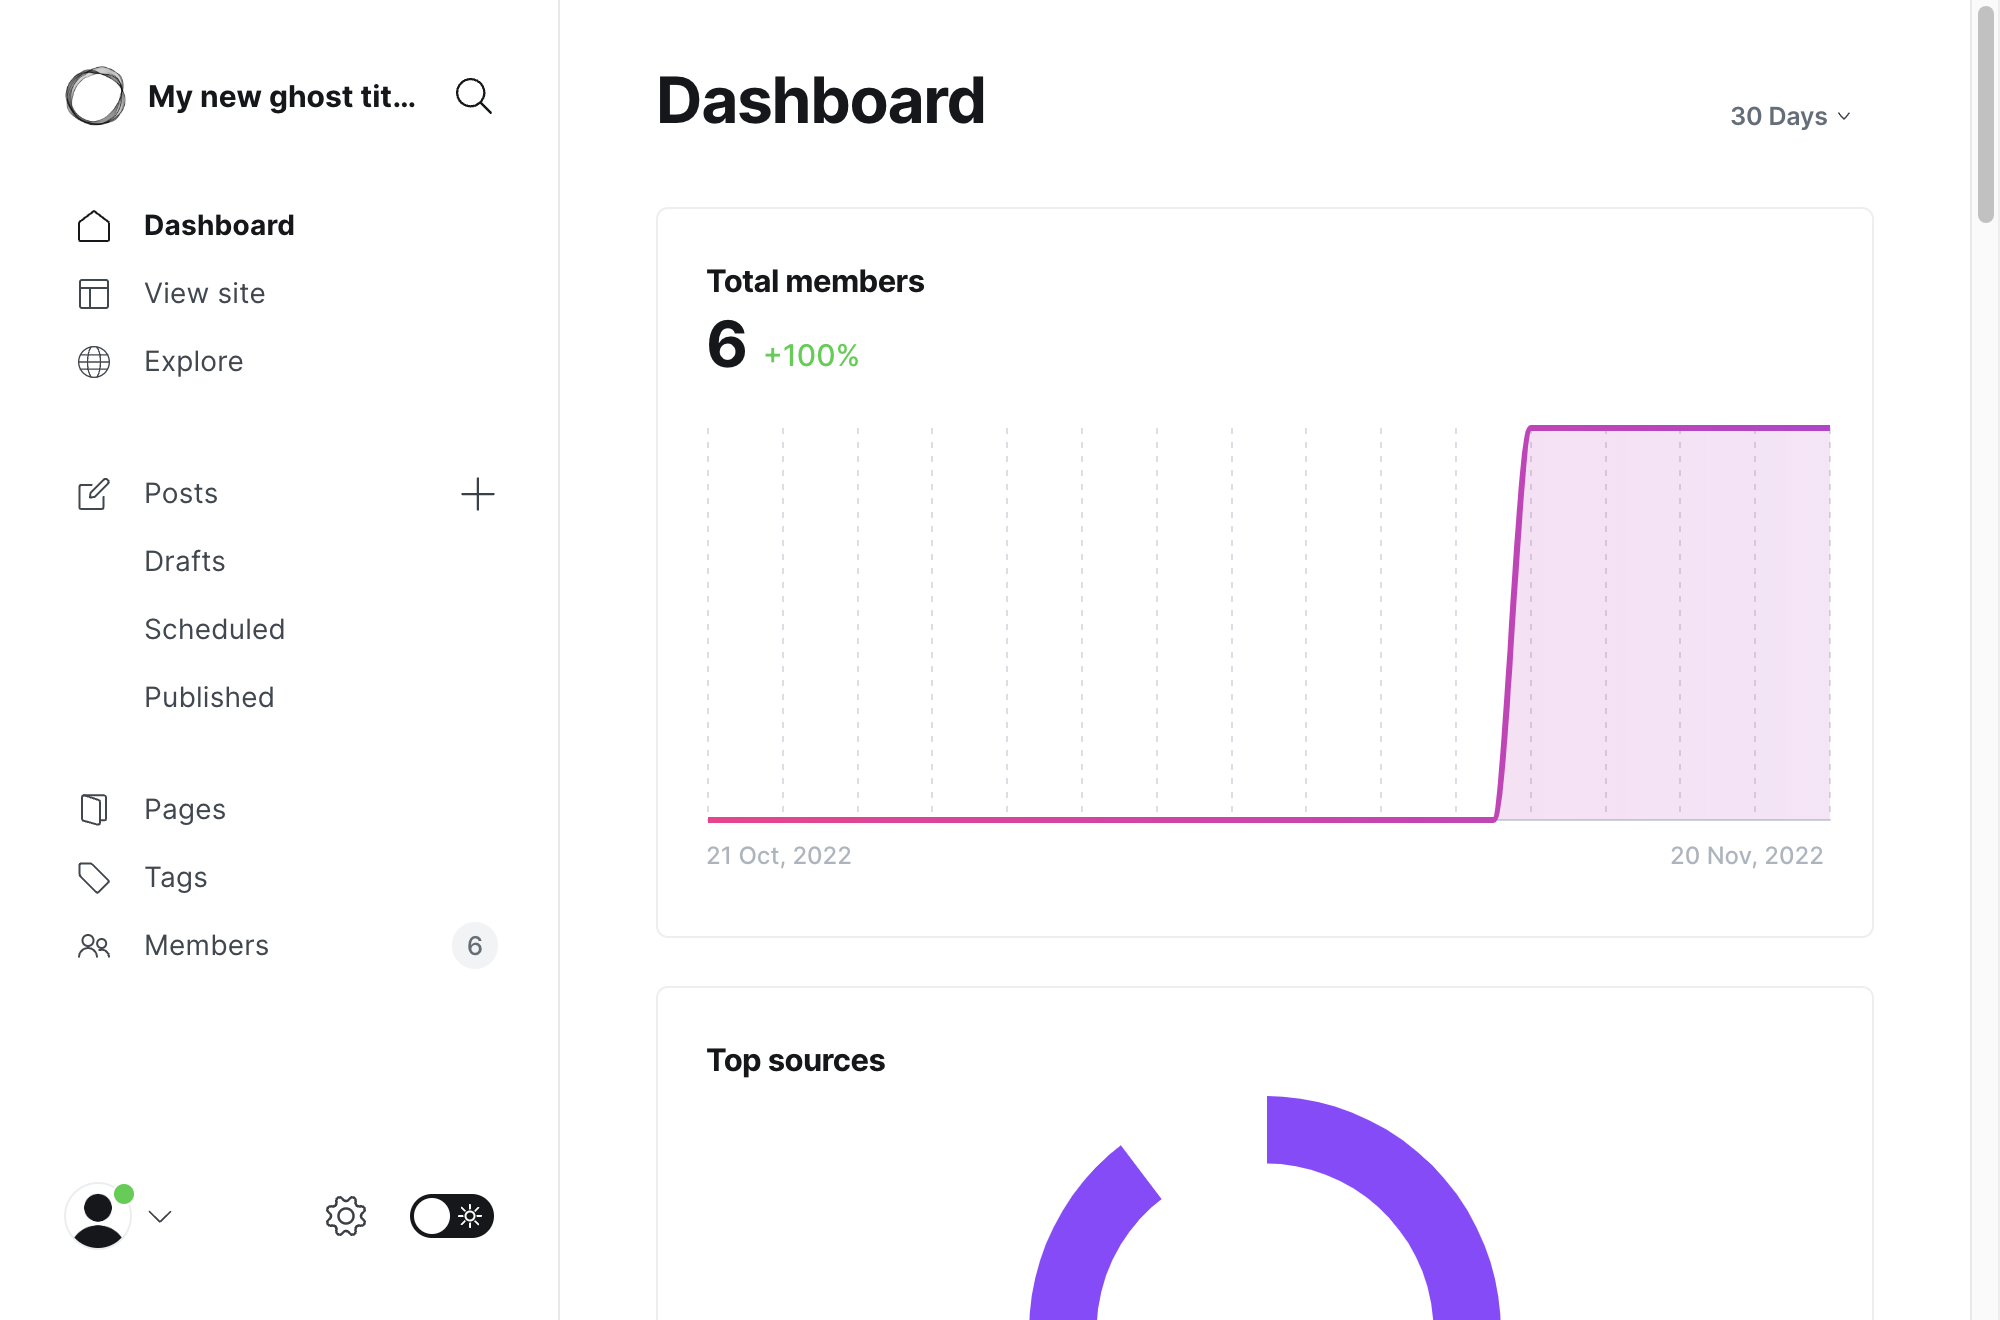 My new ghost tit...
Dashboard
View site
Explore
Posts
Drafts
Scheduled
Published
Pages
Tags
Members 6
Dashboard
30 Days
Total members
6 +100%
21 Oct, 2022 20 Nov, 2022
Top sources